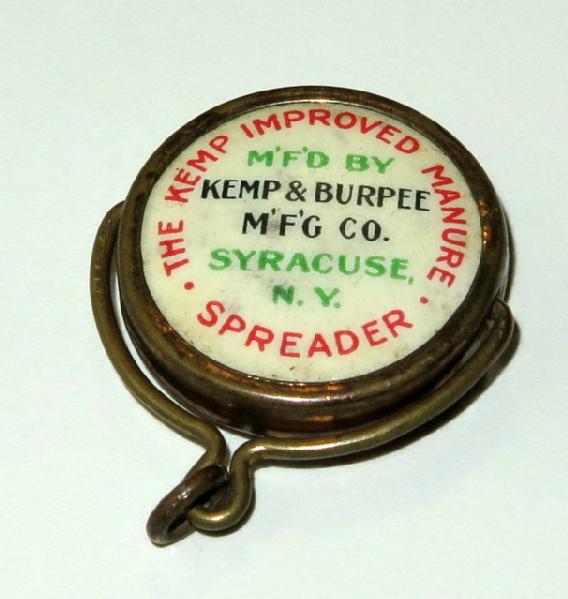 THE KEMP IMPROVED MANURE
M'F'D BY
KEMP & BURPEE
M'F'G CO.
SYRACUSE,
N.Y.
• SPREADER •